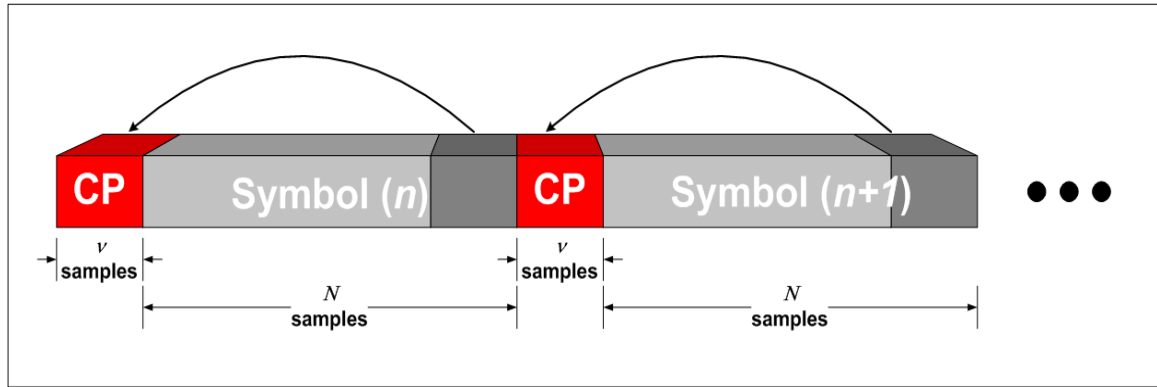 CP Symbol (n) CP Symbol (n+1)
ν ν
samples samples
N N
samples samples